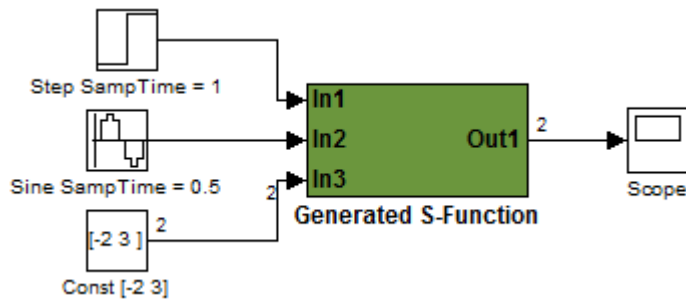 Step SampTime = 1
In1
In2
Out1
2
Sine SampTime = 0.5
In3
2
Scope
[-2 3 ]
2
Generated S-Function
Const [-2 3]